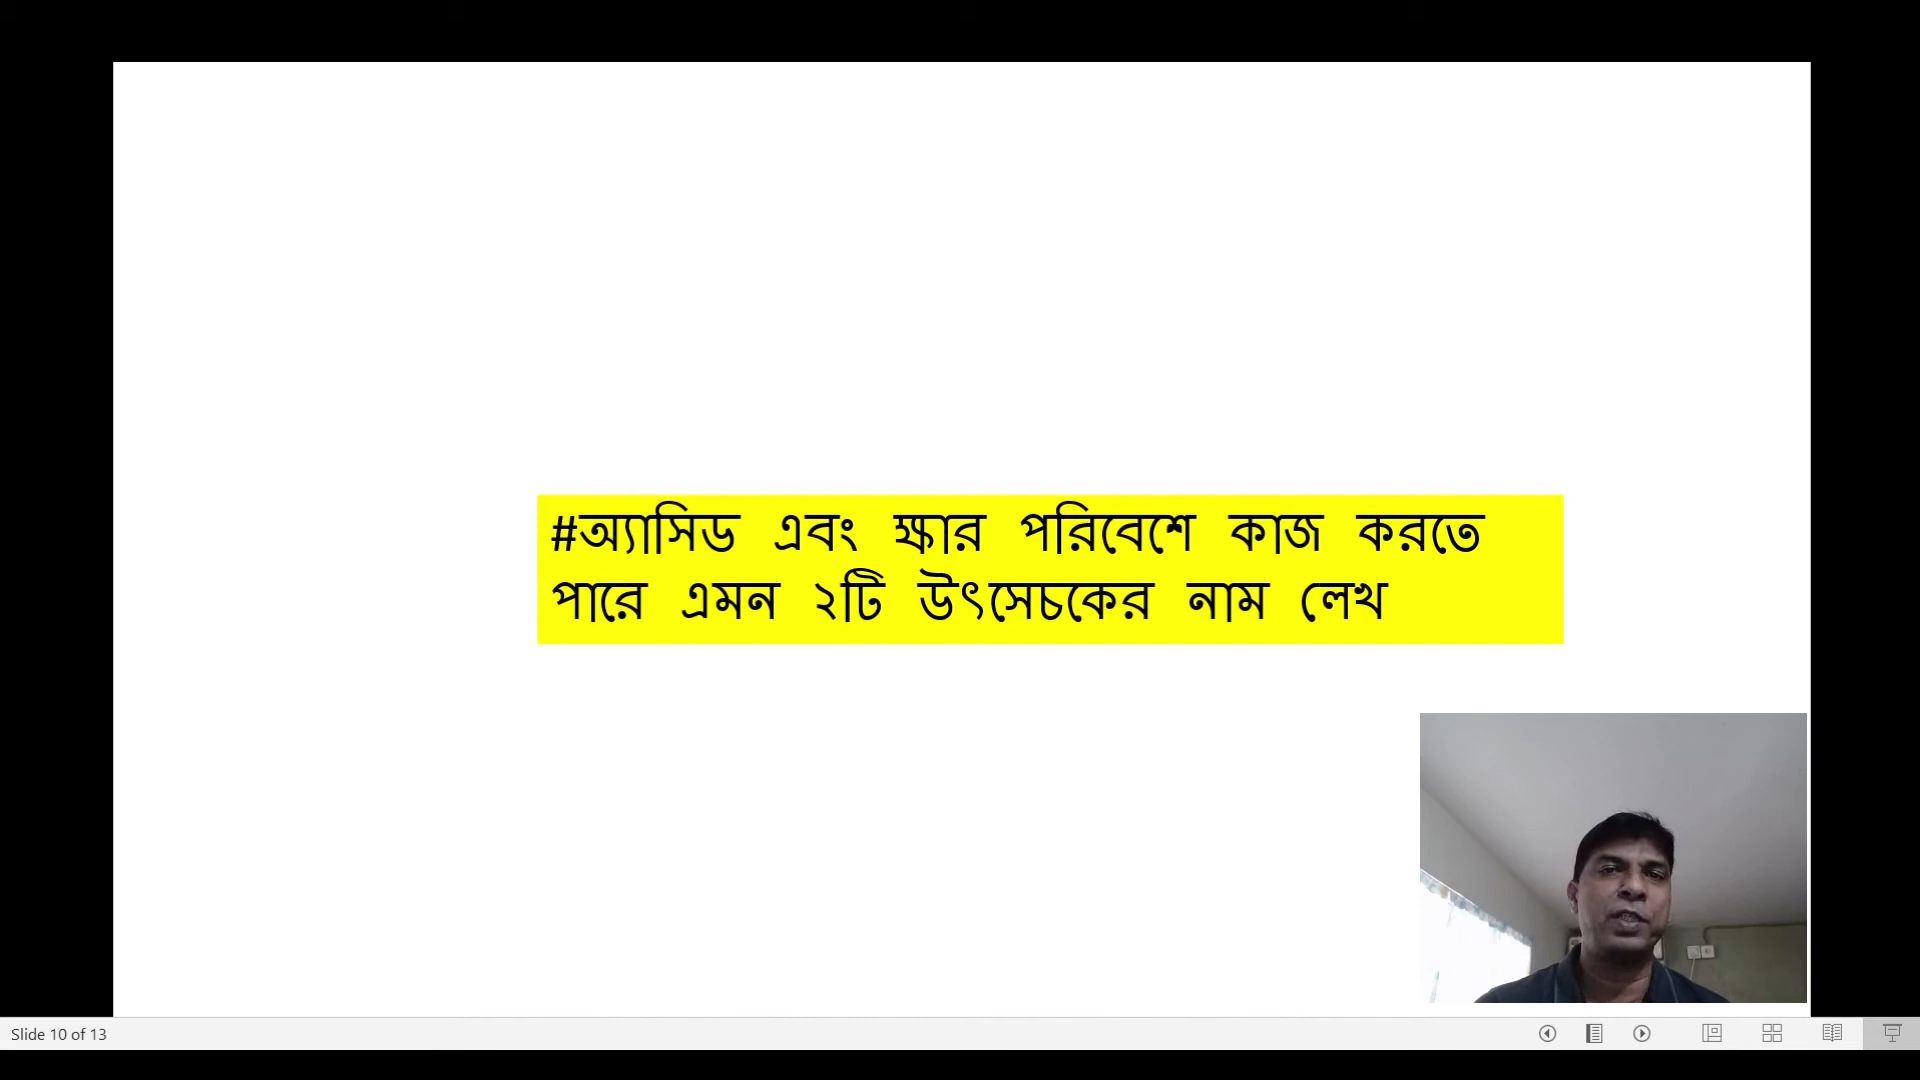 #অ্যাসিড এবং ক্ষার পরিবেশে কাজ করতে
পারে এমন ২টি উৎসেচকের নাম লেখ
Slide 10 of 13